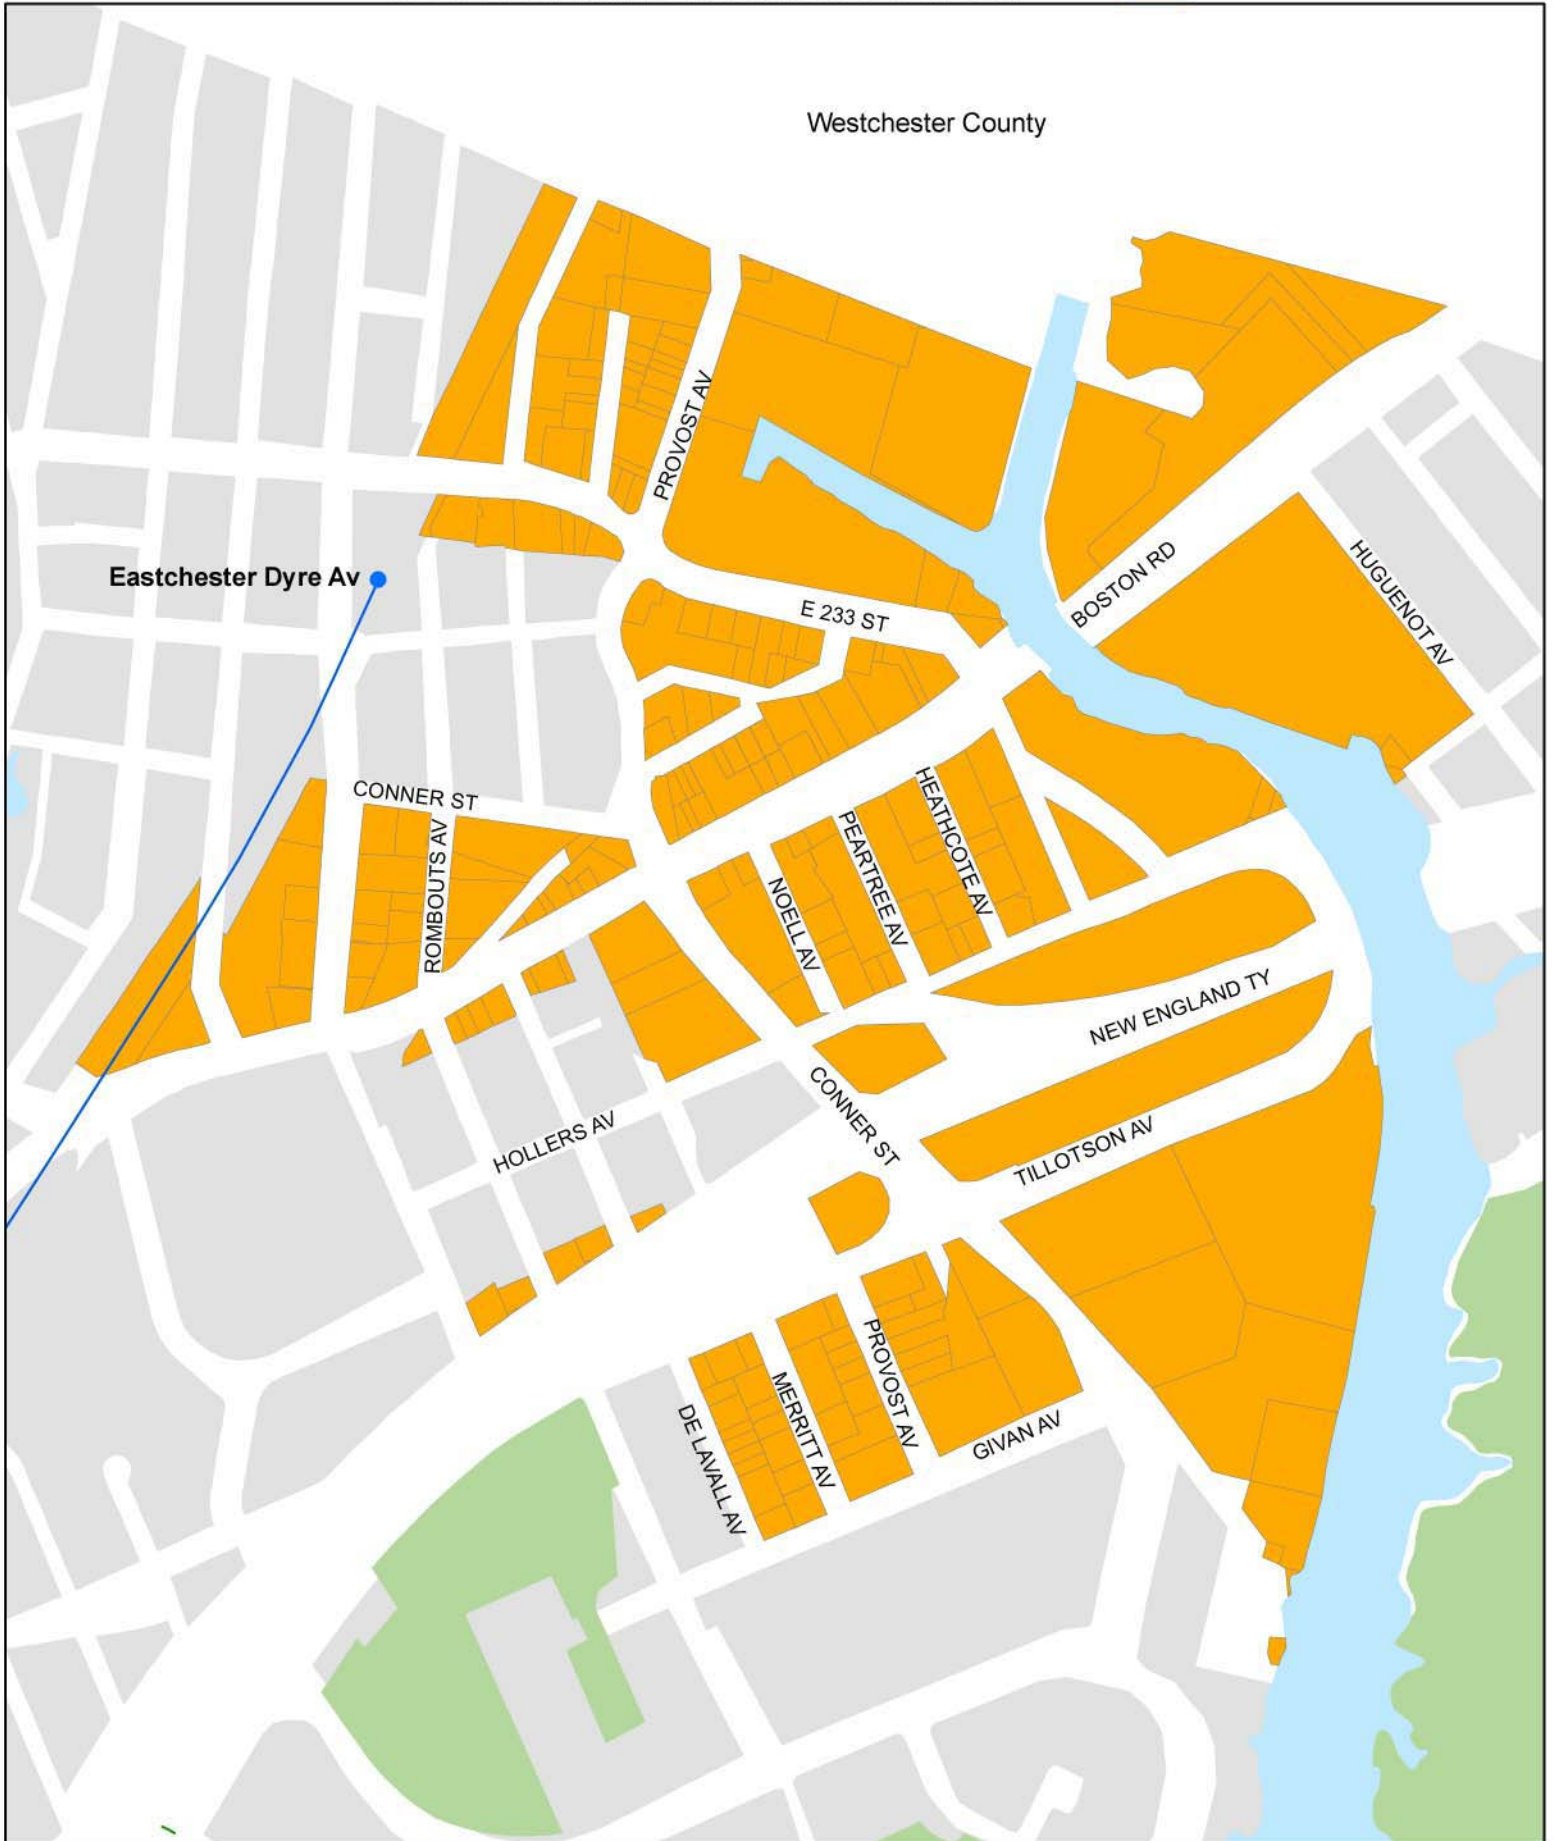 Westchester County
PROVOST AV
BOSTON RD
HUGUENOT AV
Eastchester Dyre Av
E 233 ST
CONNER ST
ROMBOUTS AV
HEATHCOTE AV
PEARTREE AV
NOELL AV
NEW ENGLAND TY
CONNER ST
HOLLERS AV
TILLOTSON AV
PROVOST AV
MERRITT AV
DE LAVALL AV
GIVAN AV